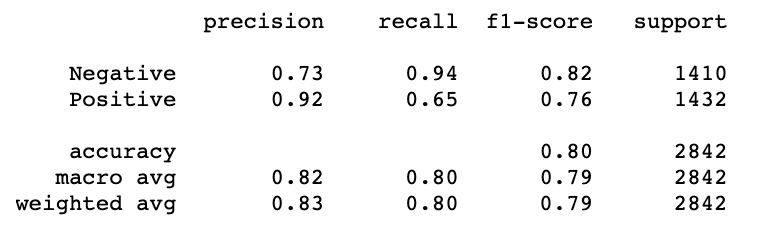 precision recall f1-score support
Negative 0.73 0.94 0.82 1410
Positive 0.92 0.65 0.76 1432
accuracy 0.80 2842
macro avg 0.82 0.80 0.79 2842
weighted avg 0.83 0.80 0.79 2842